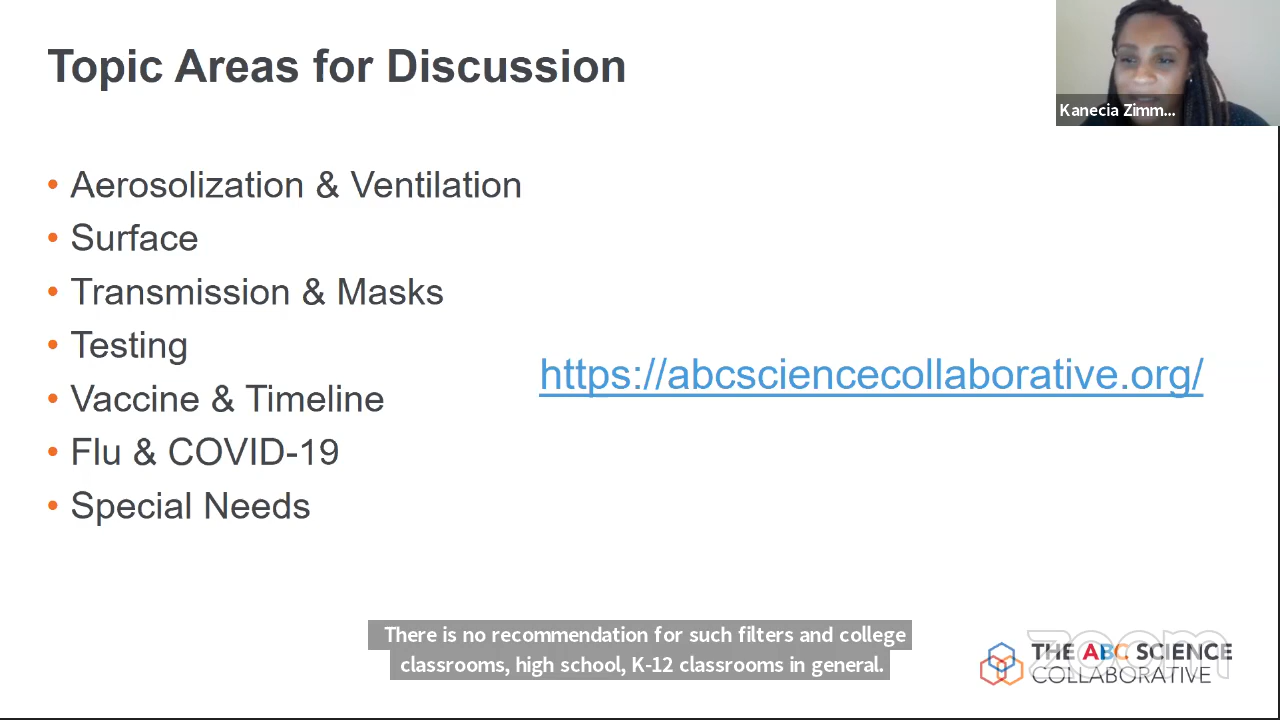 Topic Areas for Discussion
Kanecia Zimm...
• Aerosolization & Ventilation
• Surface
• Transmission & Masks
• Testing
• Vaccine & Timeline
• Flu & COVID-19
• Special Needs
https://abcsciencecollaborative.org/
There is no recommendation for such filters and college
classrooms, high school, K-12 classrooms in general.
THE ABC SCIENCE
COLLABORATIVE
zoom